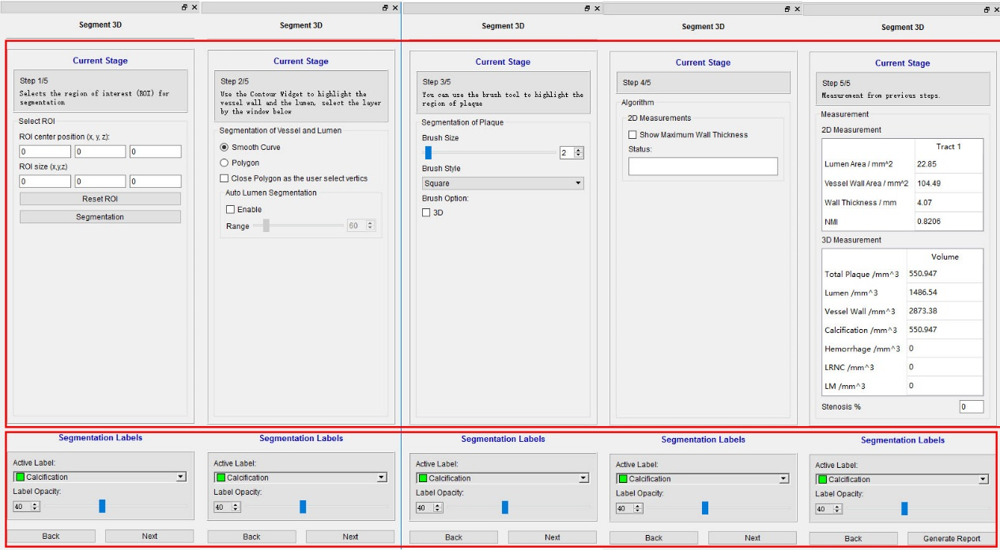 Segment 3D
Current Stage
Step 1/5
Selects the region of interest (ROI) for
segmentation
Select ROI
ROI center position (x, y, z):
0 0 0
ROI size (x,y,z)
0 0 0
Reset ROI
Segmentation
Segmentation Labels
Active Label:
Calcification
Label Opacity:
40
Back Next
Segment 3D
Current Stage
Step 2/5
Use the Contour Widget to highlight the
vessel wall and the lumen, select the layer
by the window below
Segmentation of Vessel and Lumen
Smooth Curve
Polygon
Close Polygon as the user select vertics
Auto Lumen Segmentation
Enable
Range 60
Segmentation Labels
Active Label:
Calcification
Label Opacity:
40
Back Next
Segment 3D
Current Stage
Step 3/5
You can use the brush tool to highlight the
region of plaque
Segmentation of Plaque
Brush Size
2
Brush Style
Square
Brush Option:
3D
Segmentation Labels
Active Label:
Calcification
Label Opacity:
40
Back Next
Segment 3D
Current Stage
Step 4/5
Algorithm
2D Measurements
Show Maximum Wall Thickness
Status:
Segmentation Labels
Active Label:
Calcification
Label Opacity:
40
Back Next
Segment 3D
Current Stage
Step 5/5
Measurement from previous steps.
Measurement
2D Measurement
Tract 1
Lumen Area / mm^2 22.85
Vessel Wall Area / mm^2 104.49
Wall Thickness / mm 4.07
NMI 0.8206
3D Measurement
Volume
Total Plaque /mm^3 550.947
Lumen /mm^3 1486.54
Vessel Wall /mm^3 2873.38
Calcification /mm^3 550.947
Hemorrhage /mm^3 0
LRNC /mm^3 0
LM /mm^3 0
Stenosis % 0
Segmentation Labels
Active Label:
Calcification
Label Opacity:
40
Back Generate Report